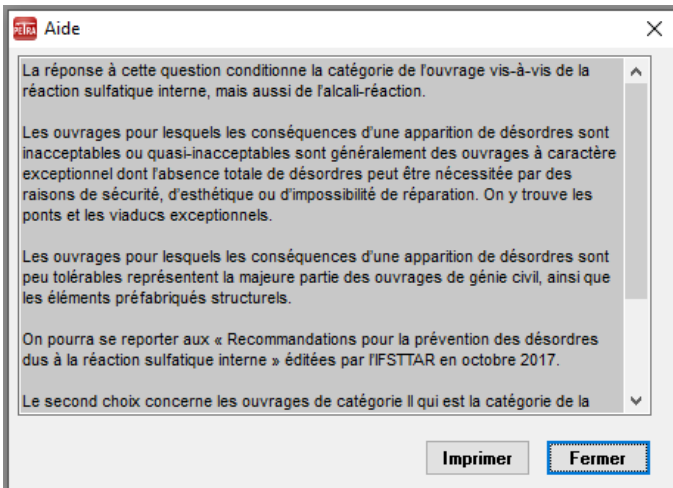 PETRA Aide
La réponse à cette question conditionne la catégorie de l'ouvrage vis-à-vis de la
réaction sulfatique interne, mais aussi de l'alcali-réaction.
Les ouvrages pour lesquels les conséquences d'une apparition de désordres sont
inacceptables ou quasi-inacceptables sont généralement des ouvrages à caractère
exceptionnel dont l'absence totale de désordres peut être nécessitée par des
raisons de sécurité, d'esthétique ou d'impossibilité de réparation. On y trouve les
ponts et les viaducs exceptionnels.
Les ouvrages pour lesquels les conséquences d'une apparition de désordres sont
peu tolérables représentent la majeure partie des ouvrages de génie civil, ainsi que
les éléments préfabriqués structurels.
On pourra se reporter aux « Recommandations pour la prévention des désordres
dus à la réaction sulfatique interne » éditées par l'IFSTTAR en octobre 2017.
Le second choix concerne les ouvrages de catégorie II qui est la catégorie de la
Imprimer Fermer